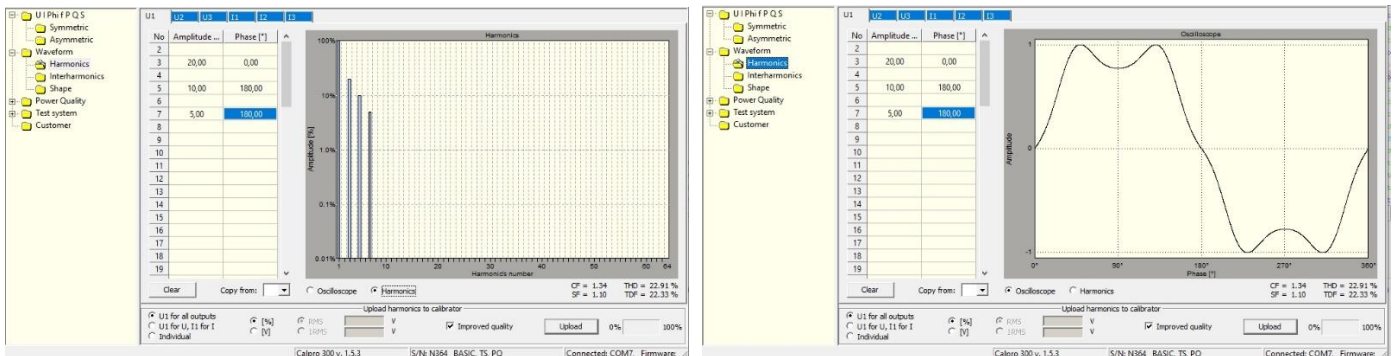 U I Phi f P Q S
Symmetric
Asymmetric
Waveform
Harmonics
Interharmonics
Shape
Power Quality
Test system
Customer
U1 U2 U3 I1 I2 I3
No Amplitude ... Phase [°]
2
3 20,00 0,00
4
5 10,00 180,00
6
7 5,00 180,00
8
9
10
11
12
13
14
15
16
17
18
19
Harmonics
Amplitude [%]
100%
10%
1.0%
0.1%
0.01%
1 10 20 30 40 50 60 64
Harmonics number
Clear Copy from: Oscilloscope Harmonics
CF = 1.34 THD = 22.91 %
SF = 1.10 TDF = 22.33 %
Upload harmonics to calibrator
U1 for all outputs
U1 for U, I1 for I
Individual
[%]
[V]
RMS V
1RMS V
Improved quality Upload 0% 100%
Calpro 300 v. 1.5.3 S/N: N364 BASIC, TS, PQ Connected: COM7, Firmware:
U I Phi f P Q S
Symmetric
Asymmetric
Waveform
Harmonics
Interharmonics
Shape
Power Quality
Test system
Customer
U1 U2 U3 I1 I2 I3
No Amplitude ... Phase [°]
2
3 20,00 0,00
4
5 10,00 180,00
6
7 5,00 180,00
8
9
10
11
12
13
14
15
16
17
18
19
Oscilloscope
Amplitude
1
0
-1
0° 90° 180° 270° 360°
Phase [°]
Clear Copy from: Oscilloscope Harmonics
CF = 1.34 THD = 22.91 %
SF = 1.10 TDF = 22.33 %
Upload harmonics to calibrator
U1 for all outputs
U1 for U, I1 for I
Individual
[%]
[V]
RMS V
1RMS V
Improved quality Upload 0% 100%
Calpro 300 v. 1.5.3 S/N: N364 BASIC, TS, PQ Connected: COM7, Firmware: